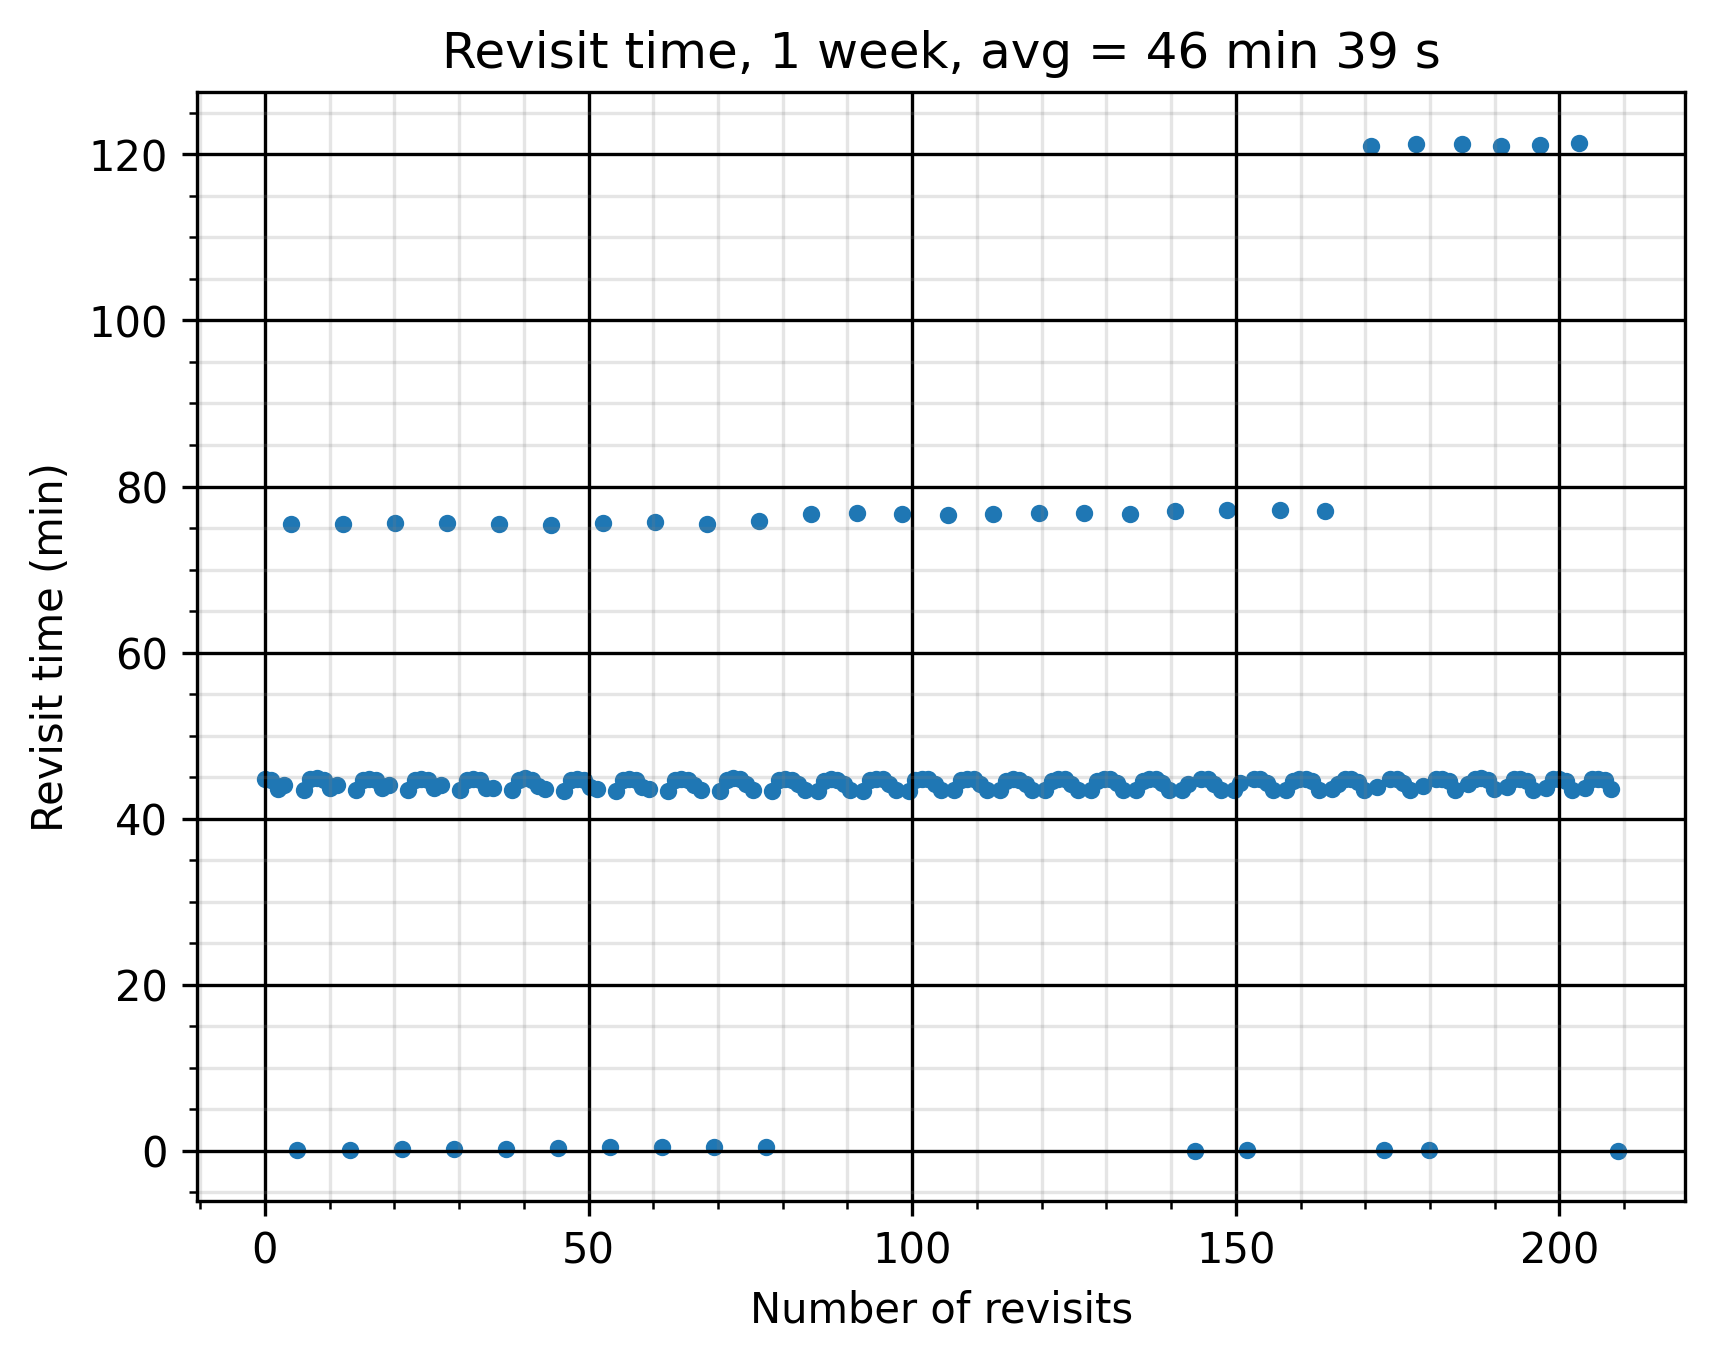 Revisit time, 1 week, avg = 46 min 39 s
120
100
80
60
40
20
0
Revisit time (min)
0 50 100 150 200
Number of revisits